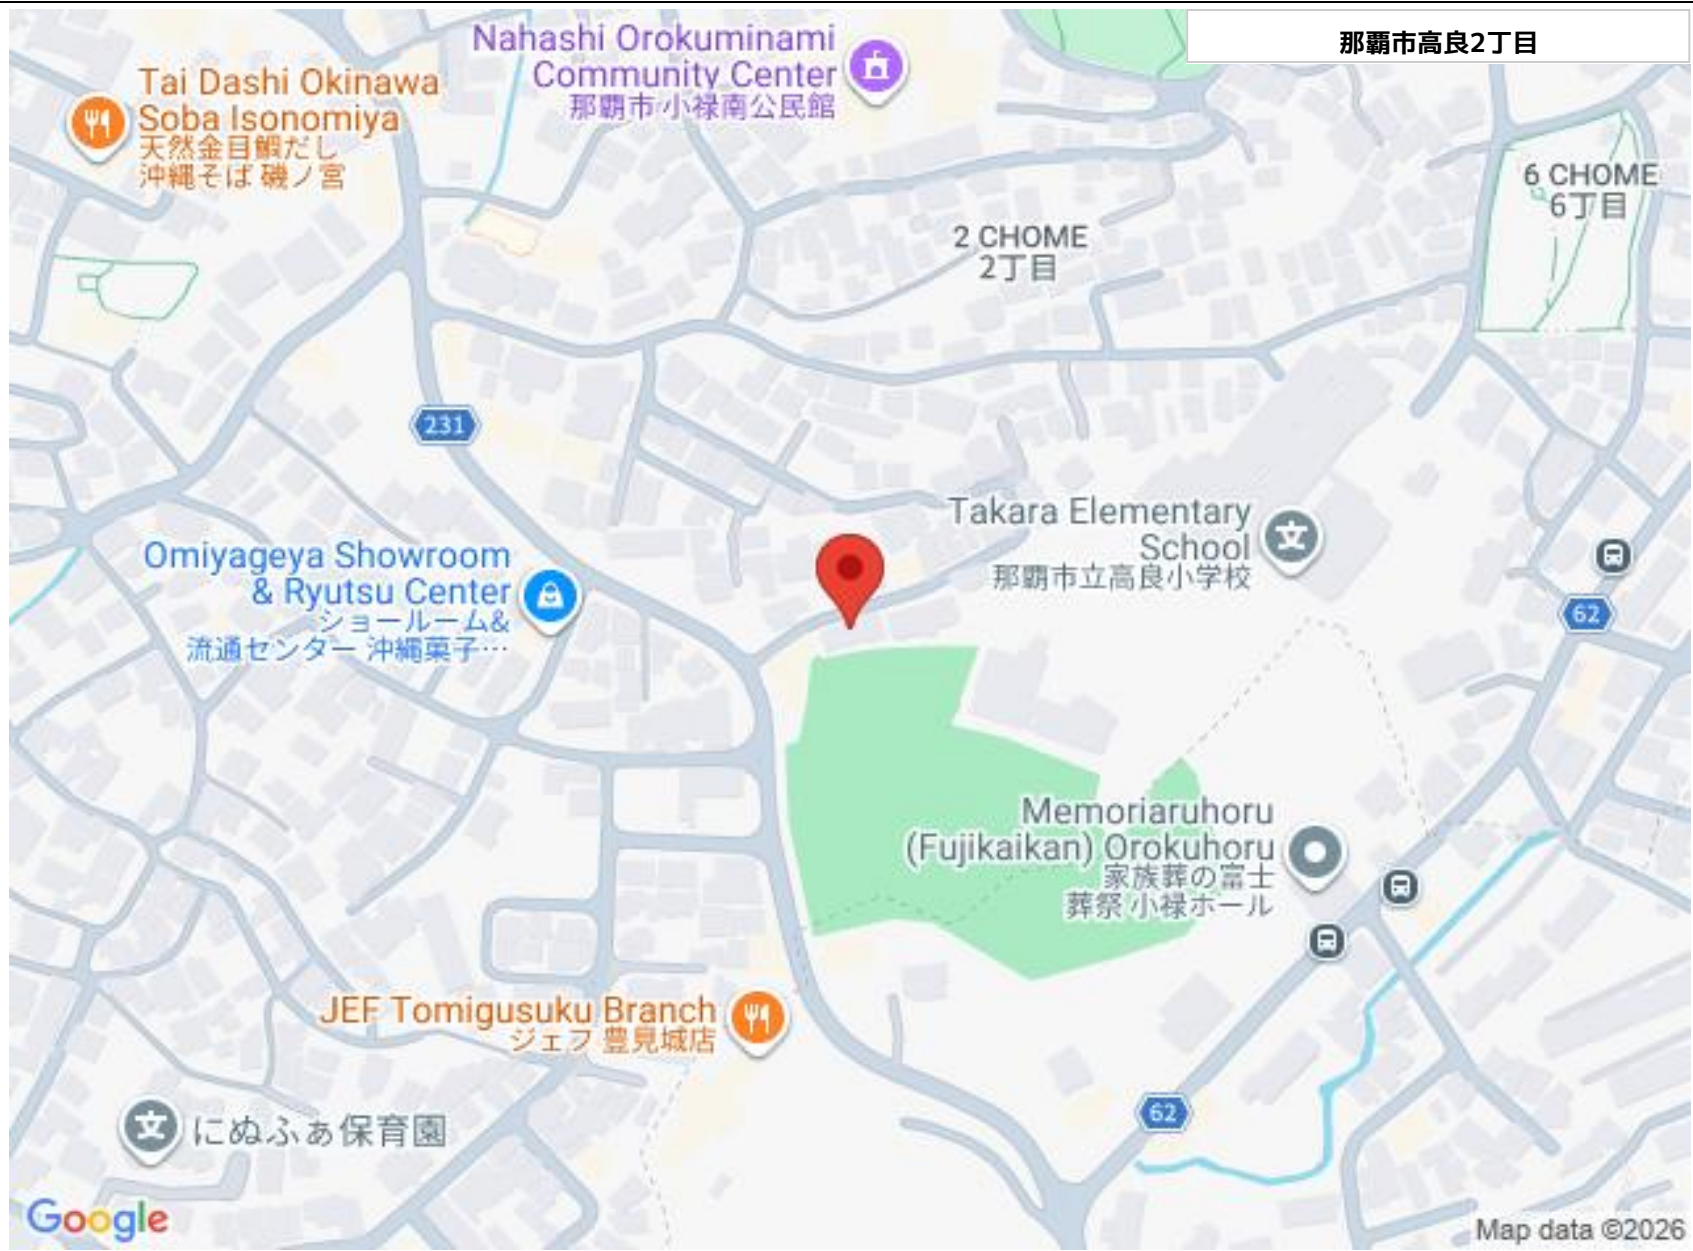 那覇市高良2丁目
Nahashi Orokuminami
Community Center
那覇市 小禄南公民館
Tai Dashi Okinawa
Soba Isonomiya
天然金目鯛だし
沖縄そば 磯ノ宮
6 CHOME
6丁目
2 CHOME
2丁目
231
Takara Elementary
School
那覇市立高良小学校
Omiyageya Showroom
& Ryutsu Center
ショールーム&
流通センター 沖縄菓子…
62
Memoriaruhoru
(Fujikaikan) Orokuhoru
家族葬の富士
葬祭 小禄ホール
JEF Tomigusuku Branch
ジェフ 豊見城店
62
にぬふぁ保育園
Google
Map data ©2026